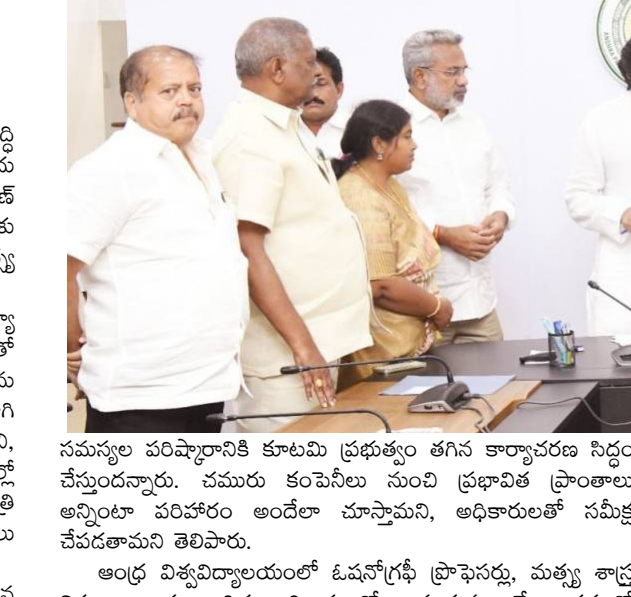 ద్ధి
ను
ణ్
కు
వ్య
తో
ను
గి
ని,
ల్లో
త్రి
లు
సమస్యల పరిష్కారానికి కూటమి ప్రభుత్వం తగిన కార్యాచరణ సిద్ధం
చేస్తుందన్నారు. చమురు కంపెనీలు నుంచి ప్రభావిత ప్రాంతాలు
అన్నింటా పరిహారం అందేలా చూస్తామని, అధికారులతో సమీక్ష
చేపడతామని తెలిపారు.
ఆంధ్ర విశ్వవిద్యాలయంలో ఓషనోగ్రఫీ ప్రొఫెసర్లు, మత్స్య శాస్త్ర